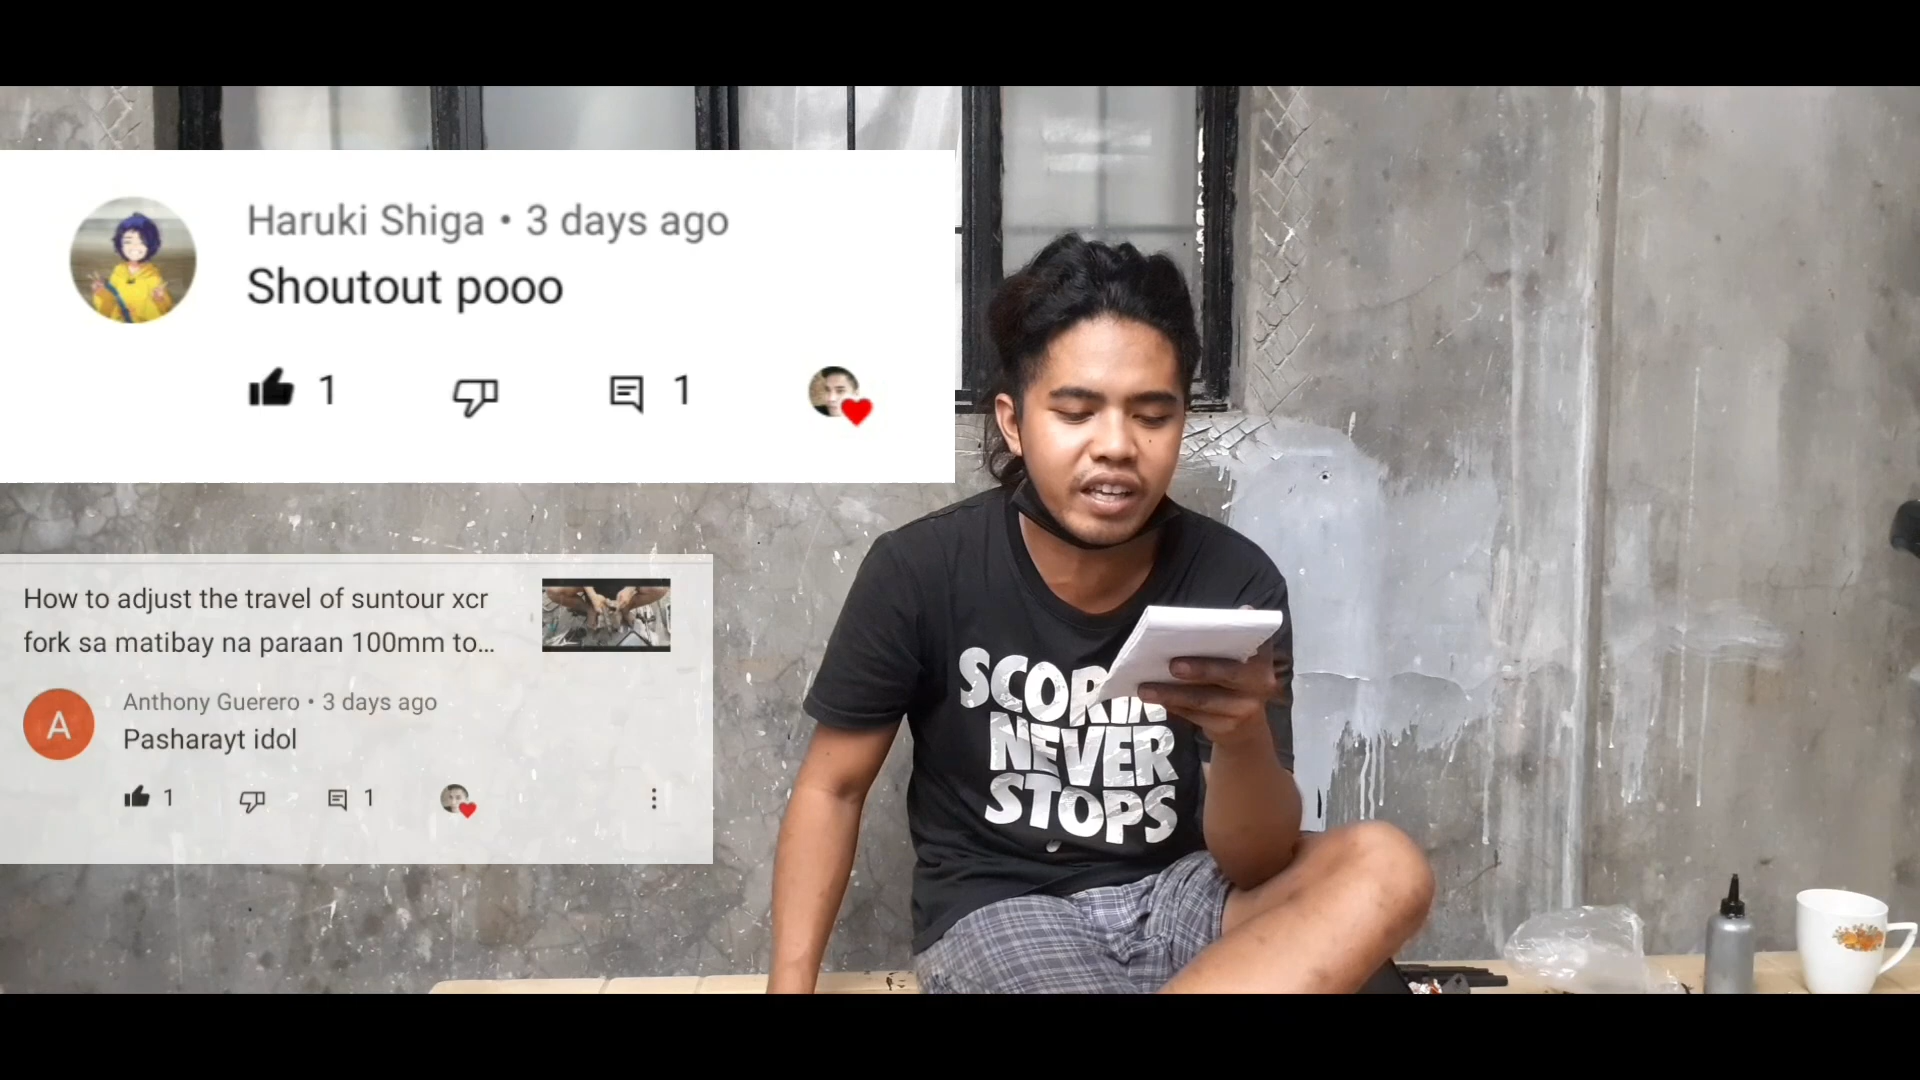 Haruki Shiga • 3 days ago
Shoutout pooo
1
1
How to adjust the travel of suntour xcr
fork sa matibay na paraan 100mm to...
A
Anthony Guerero • 3 days ago
Pasharayt idol
1
1
SCORIN
NEVER
STOPS